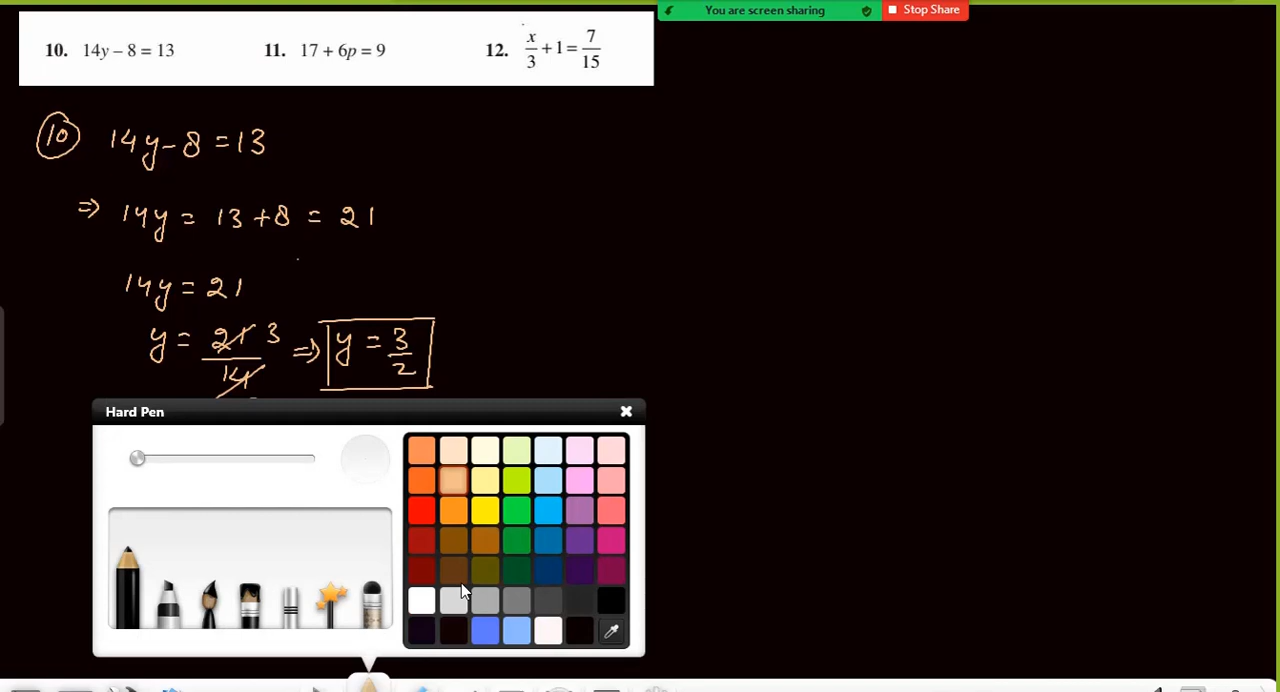 You are screen sharing Stop Share
10. 14y – 8 = 13 11. 17 + 6p = 9 12. x/3 + 1 = 7/15
10 14y - 8 = 13
⇒ 14y = 13 + 8 = 21
14y = 21
y = 21/14 3 ⇒ y = 3/2
Hard Pen